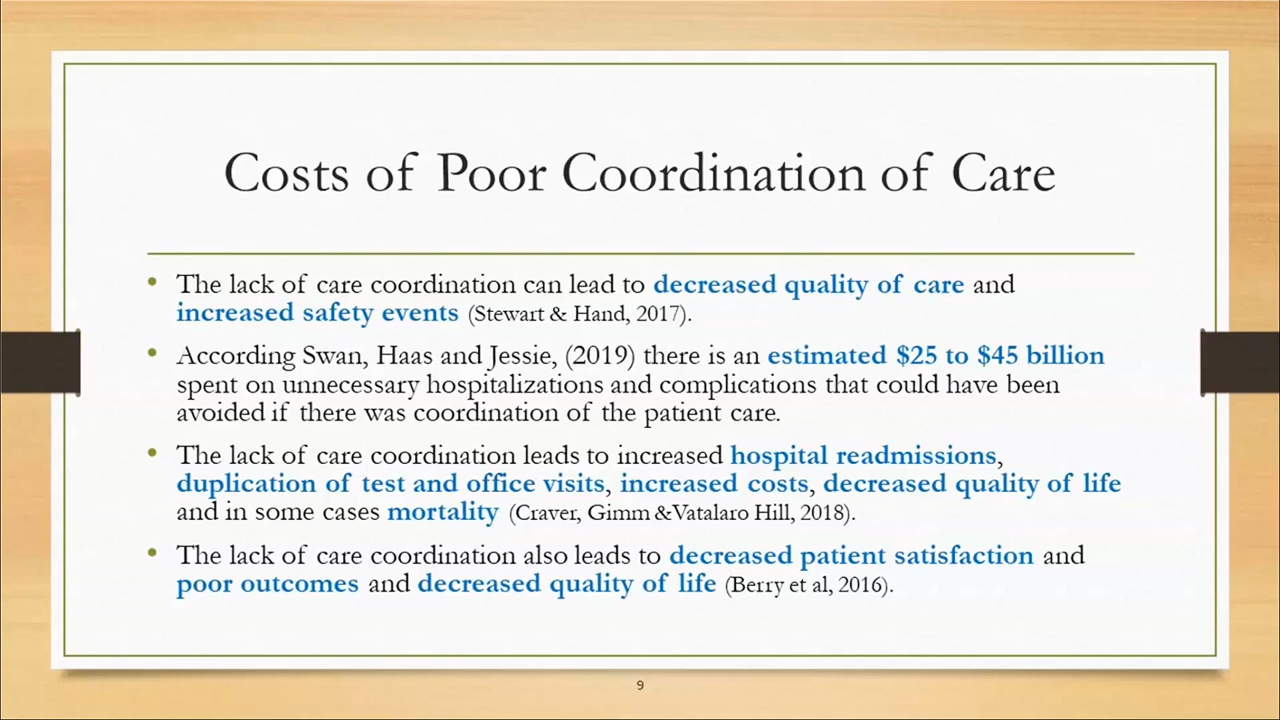 Costs of Poor Coordination of Care
• The lack of care coordination can lead to decreased quality of care and
increased safety events (Stewart & Hand, 2017).
• According Swan, Haas and Jessie, (2019) there is an estimated $25 to $45 billion
spent on unnecessary hospitalizations and complications that could have been
avoided if there was coordination of the patient care.
• The lack of care coordination leads to increased hospital readmissions,
duplication of test and office visits, increased costs, decreased quality of life
and in some cases mortality (Craver, Gimm &Vatalaro Hill, 2018).
• The lack of care coordination also leads to decreased patient satisfaction and
poor outcomes and decreased quality of life (Berry et al, 2016).
9